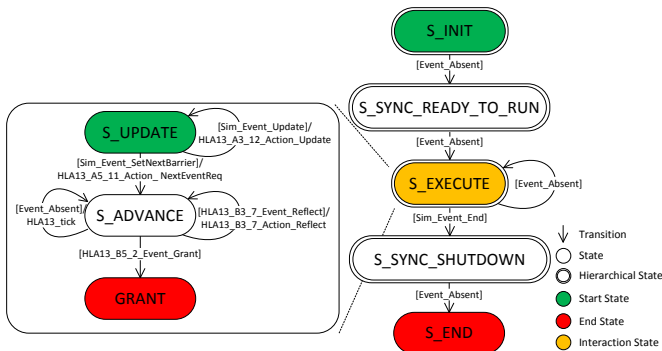 S_INIT
[Event_Absent]
S_SYNC_READY_TO_RUN
[Event_Absent]
S_EXECUTE
[Event_Absent]
[Sim_Event_End]
S_SYNC_SHUTDOWN
[Event_Absent]
S_END
S_UPDATE
[Sim_Event_Update]/
HLA13_A3_12_Action_Update
[Sim_Event_SetNextBarrier]/
HLA13_A5_11_Action_ NextEventReq
S_ADVANCE
[Event_Absent]/
HLA13_tick
[HLA13_B3_7_Event_Reflect]/
HLA13_B3_7_Action_Reflect
[HLA13_B5_2_Event_Grant]
GRANT
Transition
State
Hierarchical State
Start State
End State
Interaction State